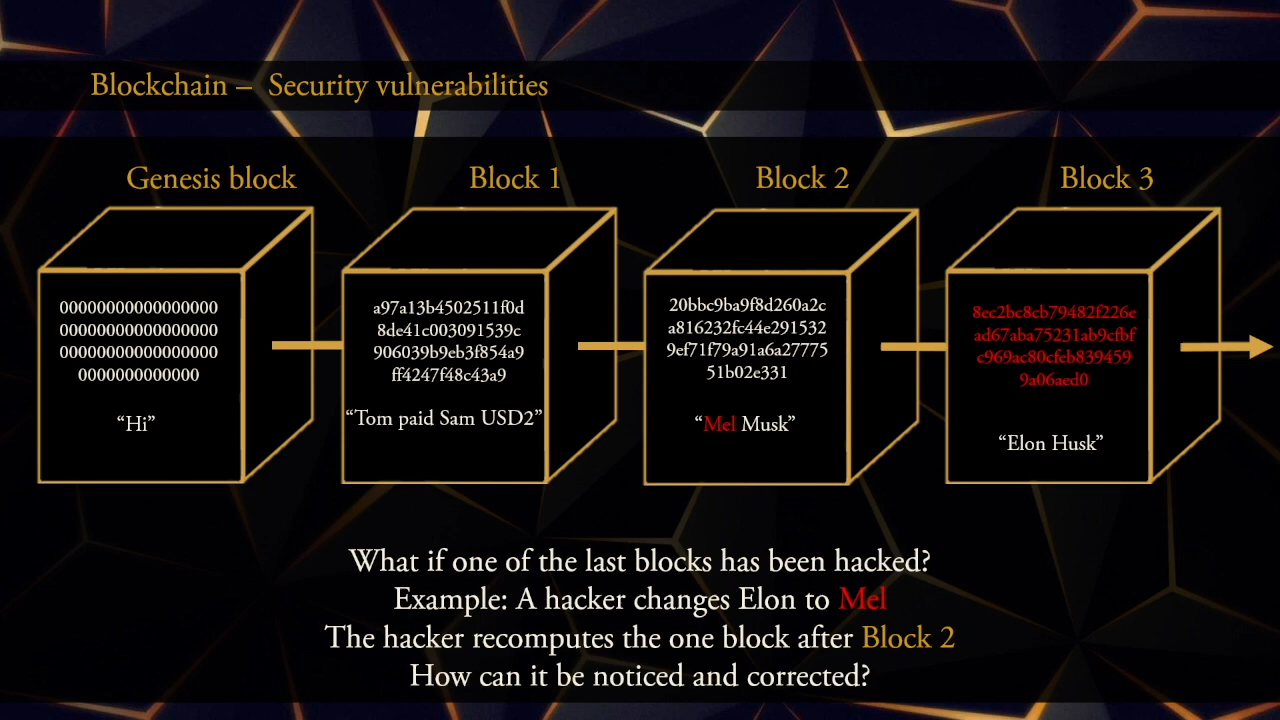 Blockchain – Security vulnerabilities
Genesis block
Block 1
Block 2
Block 3
00000000000000000
00000000000000000
00000000000000000
0000000000000
“Hi”
a97a13b4502511f0d
8de41c003091539c
906039b9eb3f854a9
ff4247f48c43a9
“Tom paid Sam USD2”
20bbc9ba9f8d260a2c
a816232fc44e291532
9ef71f79a91a6a27775
51b02e331
“Mel Musk”
8ec2bc8cb79482f226e
ad67aba75231ab9cfbf
c969ac80cfeb839459
9a06aed0
“Elon Husk”
What if one of the last blocks has been hacked?
Example: A hacker changes Elon to Mel
The hacker recomputes the one block after Block 2
How can it be noticed and corrected?